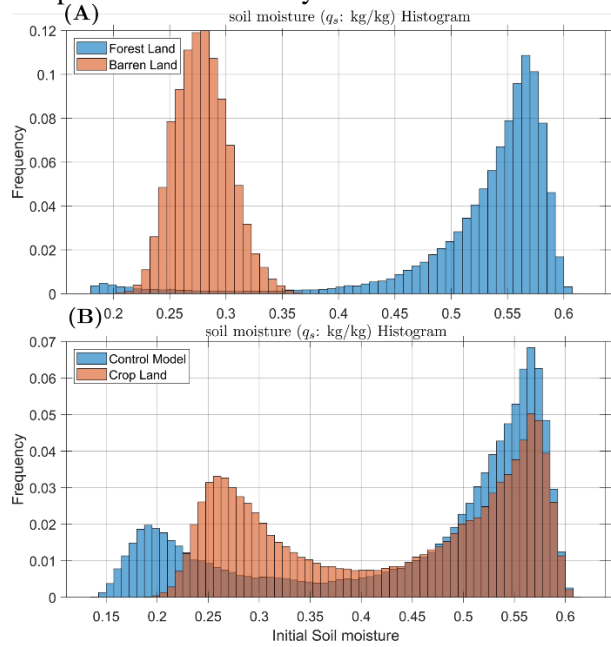 (A)
soil moisture (qₛ: kg/kg) Histogram
Forest Land
Barren Land
Frequency
0.12
0.1
0.08
0.06
0.04
0.02
0
0.2 0.25 0.3 0.35 0.4 0.45 0.5 0.55 0.6
(B)
soil moisture (qₛ: kg/kg) Histogram
Control Model
Crop Land
Frequency
0.07
0.06
0.05
0.04
0.03
0.02
0.01
0
0.15 0.2 0.25 0.3 0.35 0.4 0.45 0.5 0.55 0.6
Initial Soil moisture